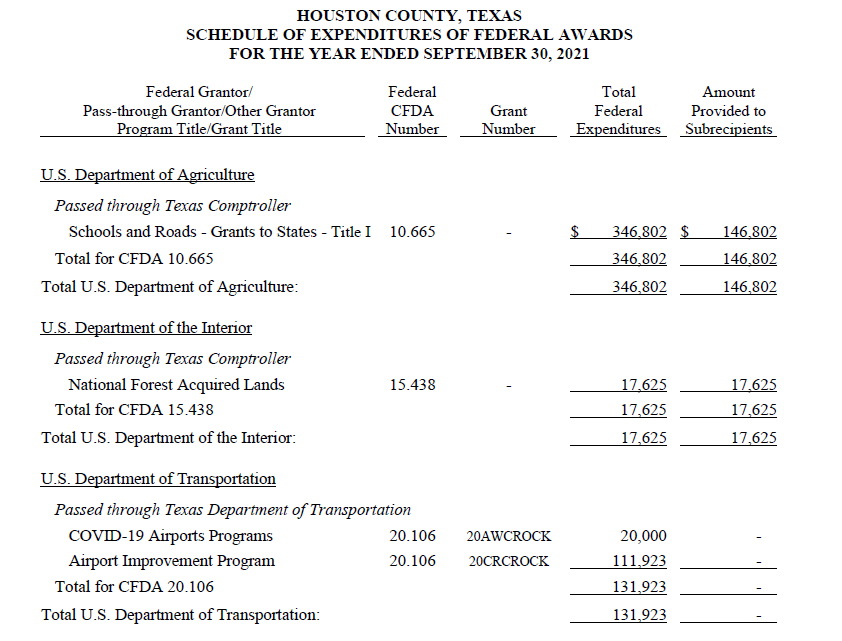 HOUSTON COUNTY, TEXAS
SCHEDULE OF EXPENDITURES OF FEDERAL AWARDS
FOR THE YEAR ENDED SEPTEMBER 30, 2021
Federal Grantor/ Federal Total Amount
Pass-through Grantor/Other Grantor CFDA Grant Federal Provided to
Program Title/Grant Title Number Number Expenditures Subrecipients
U.S. Department of Agriculture
Passed through Texas Comptroller
Schools and Roads - Grants to States - Title I 10.665 - $ 346,802 $ 146,802
Total for CFDA 10.665 346,802 146,802
Total U.S. Department of Agriculture: 346,802 146,802
U.S. Department of the Interior
Passed through Texas Comptroller
National Forest Acquired Lands 15.438 - 17,625 17,625
Total for CFDA 15.438 17,625 17,625
Total U.S. Department of the Interior: 17,625 17,625
U.S. Department of Transportation
Passed through Texas Department of Transportation
COVID-19 Airports Programs 20.106 20AWCROCK 20,000 -
Airport Improvement Program 20.106 20CRCROCK 111,923 -
Total for CFDA 20.106 131,923 -
Total U.S. Department of Transportation: 131,923 -